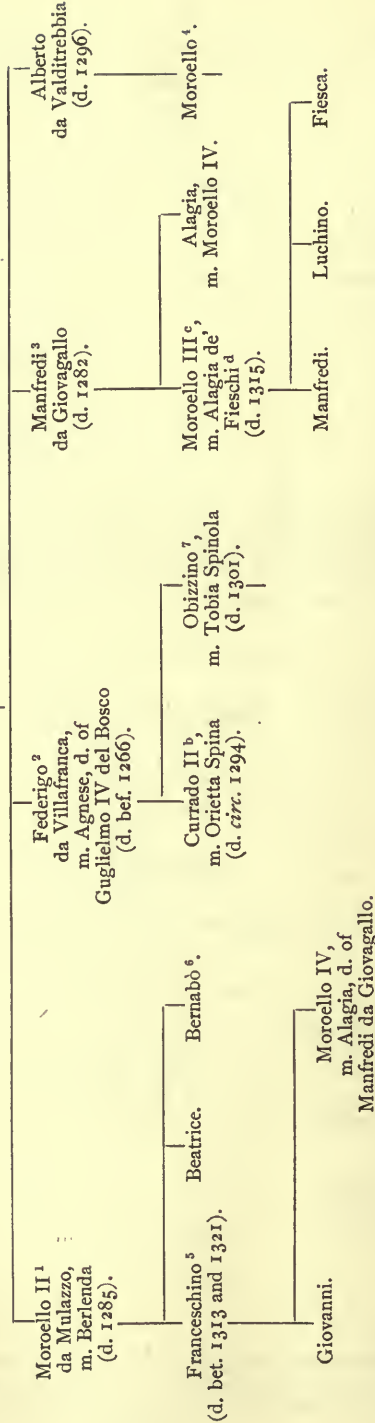 Moroello II ¹
da Mulazzo,
m. Berlenda
(d. 1285).
Federigo ²
da Villafranca,
m. Agnese, d. of
Guglielmo IV del Bosco
(d. bef. 1266).
Manfredi ³
da Giovagallo
(d. 1282).
Alberto
da Valditrebbia
(d. 1296).
Franceschino ⁵
(d. bet. 1313 and 1321).
Beatrice.
Bernabò ⁶.
Currado II ᵇ,
m. Orietta Spina
(d. circ. 1294).
Obizzino ⁷,
m. Tobia Spinola
(d. 1301).
Moroello III ᶜ,
m. Alagia de'
Fieschi ᵈ
(d. 1315).
Alagia,
m. Moroello IV.
Moroello ⁴.
Giovanni.
Moroello IV,
m. Alagia, d. of
Manfredi da Giovagallo.
Manfredi.
Luchino.
Fiesca.